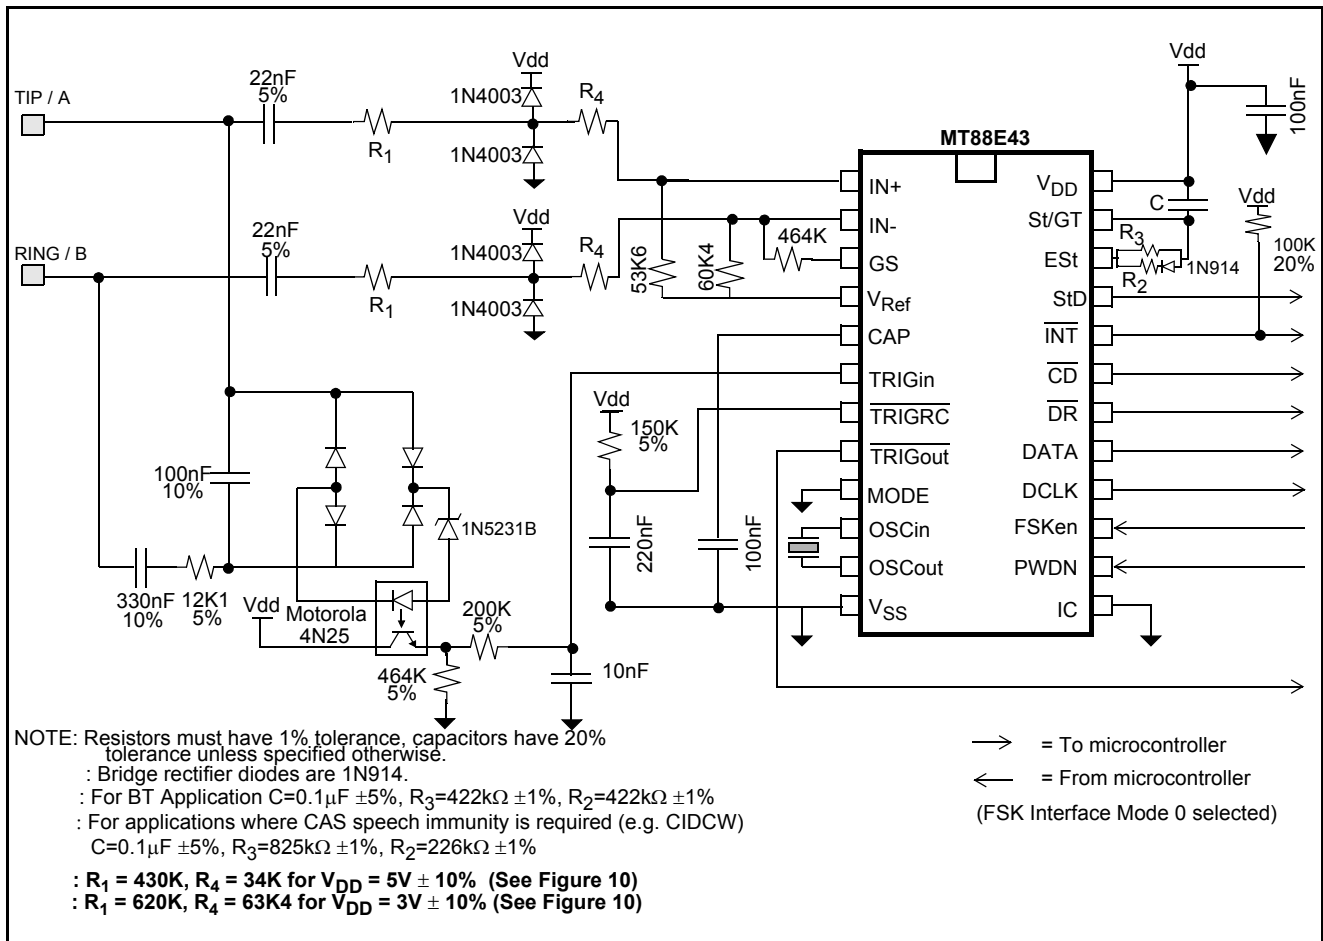 TIP / A
22nF
5%
R1
Vdd
1N4003
1N4003
R4
RING / B
22nF
5%
R1
Vdd
1N4003
1N4003
R4
53K6
60K4
464K
MT88E43
IN+
IN-
GS
VRef
CAP
TRIGin
TRIGRC
TRIGout
MODE
OSCin
OSCout
VSS
VDD
St/GT
ESt
StD
INT
CD
DR
DATA
DCLK
FSKen
PWDN
IC
Vdd
100nF
C
R3
R2
1N914
Vdd
100K
20%
100nF
10%
330nF
10%
12K1
5%
1N5231B
Vdd
Motorola
4N25
200K
5%
464K
5%
10nF
Vdd
150K
5%
220nF
100nF
NOTE: Resistors must have 1% tolerance, capacitors have 20%
tolerance unless specified otherwise.
: Bridge rectifier diodes are 1N914.
: For BT Application C=0.1μF ±5%, R3=422kΩ ±1%, R2=422kΩ ±1%
: For applications where CAS speech immunity is required (e.g. CIDCW)
C=0.1μF ±5%, R3=825kΩ ±1%, R2=226kΩ ±1%
: R1 = 430K, R4 = 34K for VDD = 5V ± 10% (See Figure 10)
: R1 = 620K, R4 = 63K4 for VDD = 3V ± 10% (See Figure 10)
= To microcontroller
= From microcontroller
(FSK Interface Mode 0 selected)